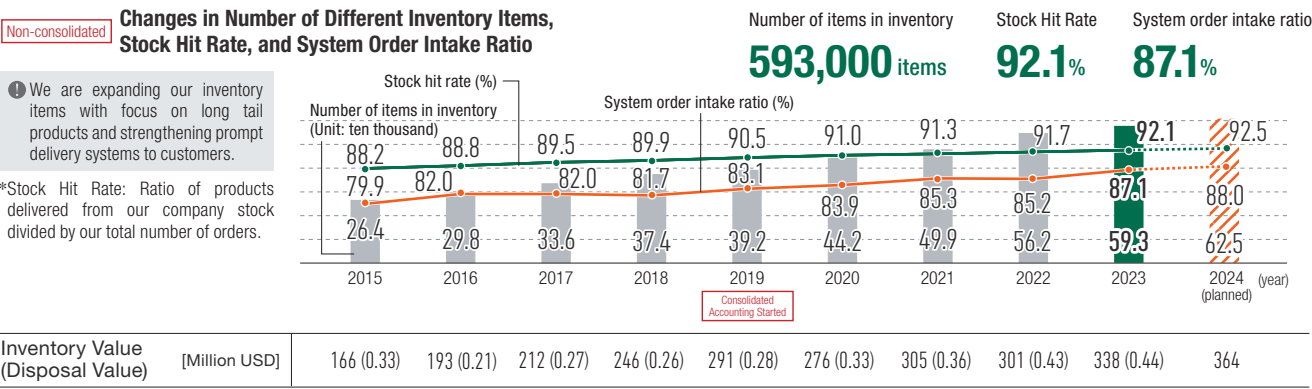 Non-consolidated
Changes in Number of Different Inventory Items,
Stock Hit Rate, and System Order Intake Ratio
Number of items in inventory
593,000 items
Stock Hit Rate
92.1%
System order intake ratio
87.1%
We are expanding our inventory
items with focus on long tail
products and strengthening prompt
delivery systems to customers.
*Stock Hit Rate: Ratio of products
delivered from our company stock
divided by our total number of orders.
Stock hit rate (%)
Number of items in inventory
(Unit: ten thousand)
System order intake ratio (%)
88.2 88.8 89.5 89.9 90.5 91.0 91.3 91.7 92.1 92.5
79.9 82.0 82.0 81.7 83.1 83.9 85.3 85.2 87.1 88.0
26.4 29.8 33.6 37.4 39.2 44.2 49.9 56.2 59.3 62.5
2015 2016 2017 2018 2019 2020 2021 2022 2023 2024 (year)
(planned)
Consolidated
Accounting Started
Inventory Value
(Disposal Value)
[Million USD]
166 (0.33) 193 (0.21) 212 (0.27) 246 (0.26) 291 (0.28) 276 (0.33) 305 (0.36) 301 (0.43) 338 (0.44) 364